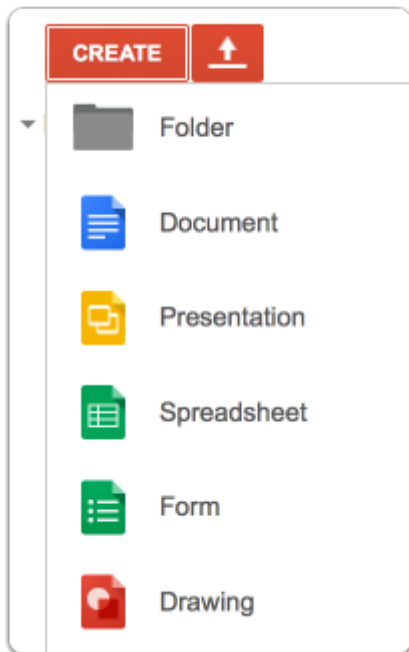 CREATE
Folder
Document
Presentation
Spreadsheet
Form
Drawing